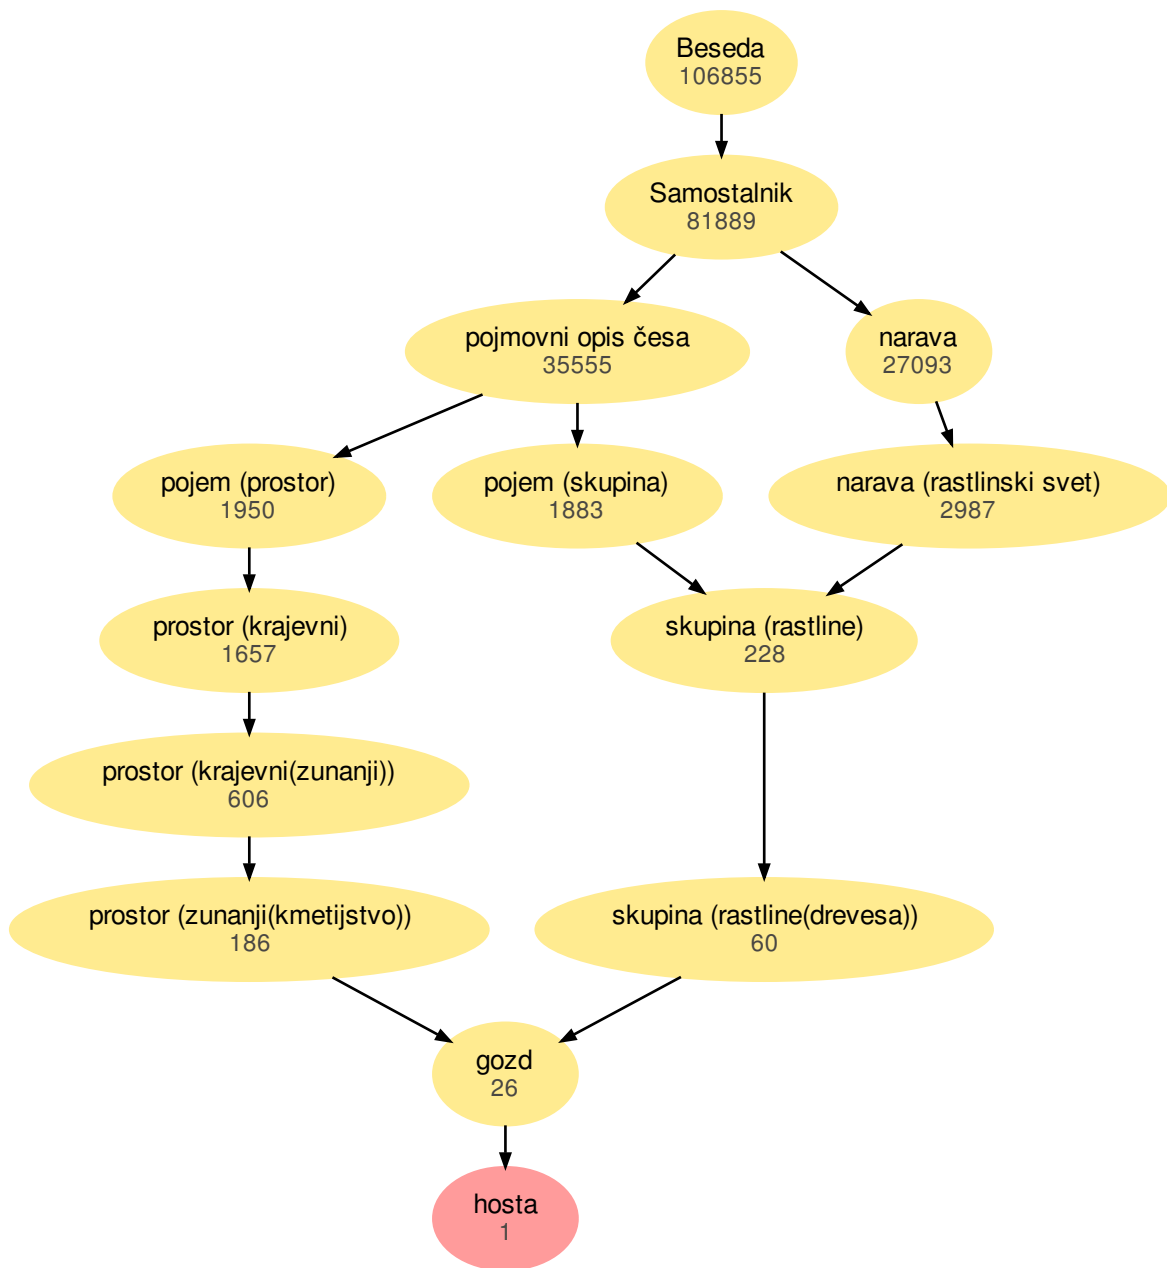 Beseda
106855
Samostalnik
81889
pojmovni opis česa
35555
narava
27093
pojem (prostor)
1950
pojem (skupina)
1883
narava (rastlinski svet)
2987
prostor (krajevni)
1657
skupina (rastline)
228
prostor (krajevni(zunanji))
606
prostor (zunanji(kmetijstvo))
186
skupina (rastline(drevesa))
60
gozd
26
hosta
1